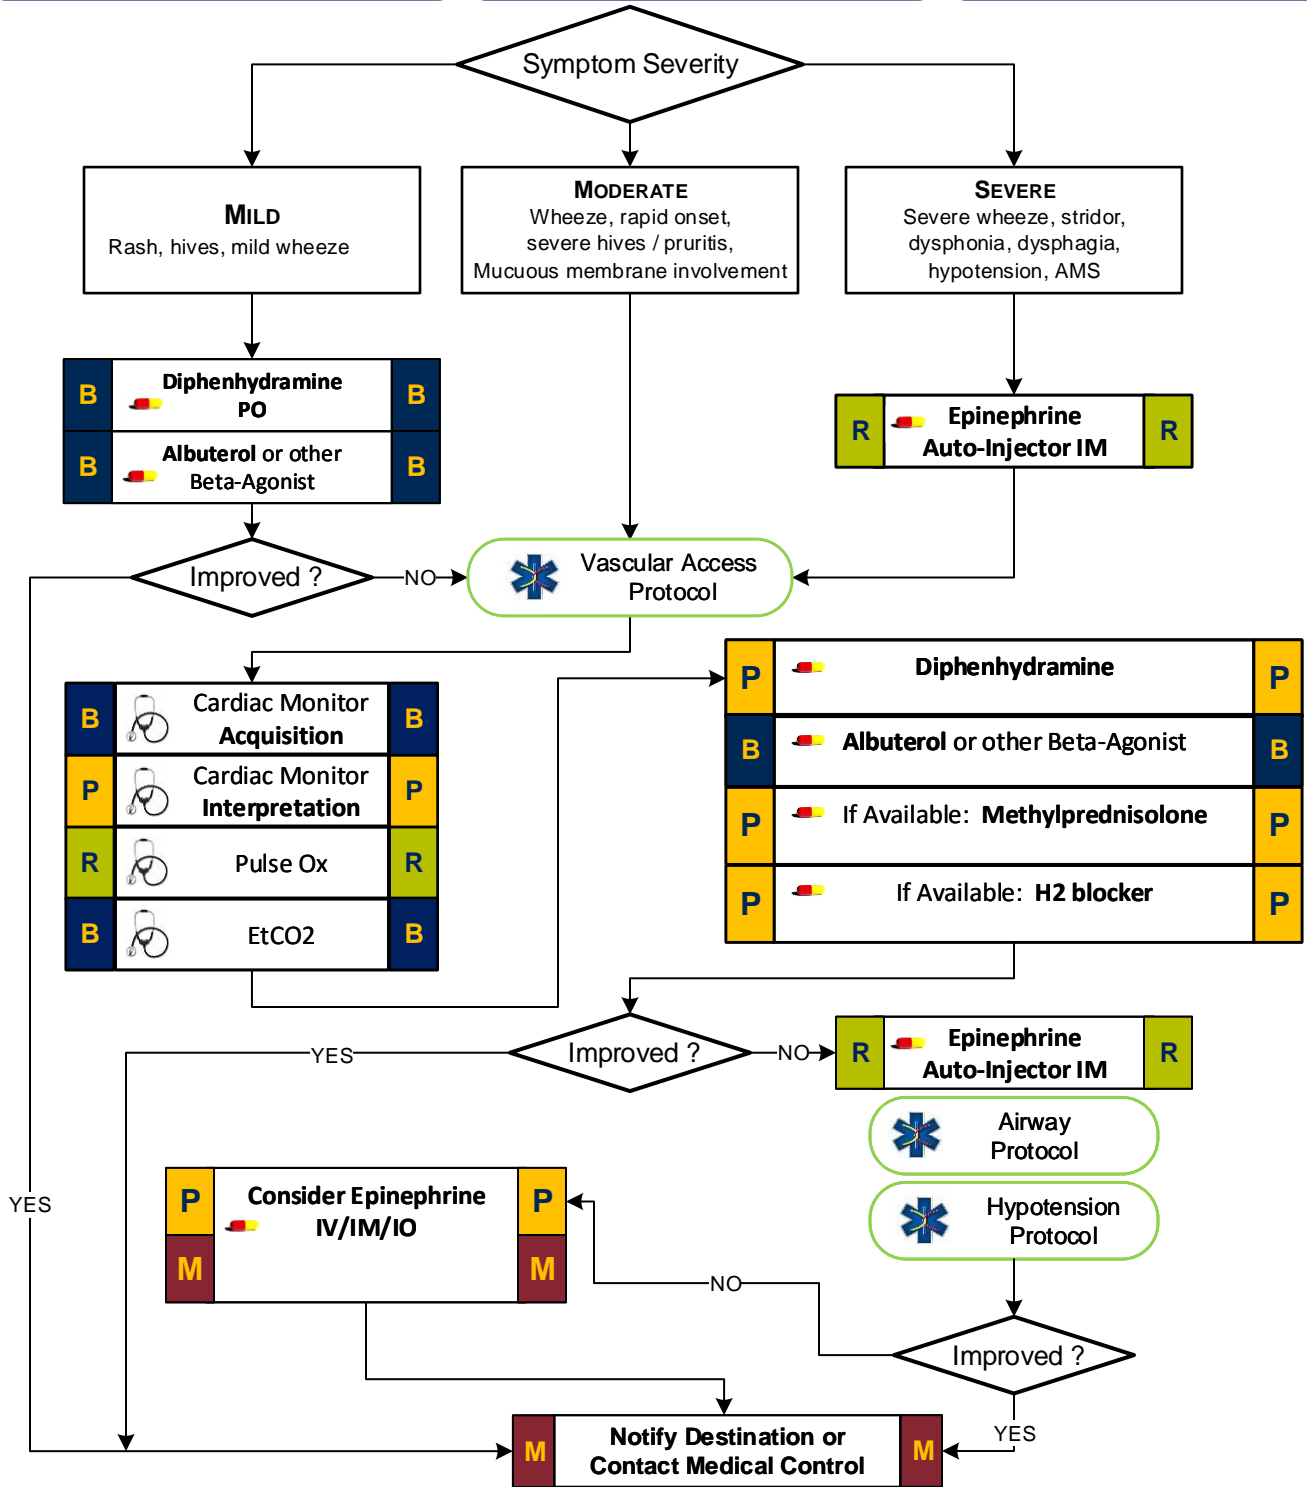 Symptom Severity
MILD
Rash, hives, mild wheeze
MODERATE
Wheeze, rapid onset,
severe hives / pruritis,
Mucuous membrane involvement
SEVERE
Severe wheeze, stridor,
dysphonia, dysphagia,
hypotension, AMS
B Diphenhydramine B
PO
B Albuterol or other B
Beta-Agonist
R Epinephrine R
Auto-Injector IM
Improved ?
NO
Vascular Access
Protocol
B Cardiac Monitor B
Acquisition
P Cardiac Monitor P
Interpretation
R Pulse Ox R
B EtCO2 B
P Diphenhydramine P
B Albuterol or other Beta-Agonist B
P If Available: Methylprednisolone P
P If Available: H2 blocker P
YES
Improved ?
NO
R Epinephrine R
Auto-Injector IM
Airway
Protocol
Hypotension
Protocol
YES
P Consider Epinephrine P
IV/IM/IO
M M
NO
Improved ?
YES
M Notify Destination or M
Contact Medical Control